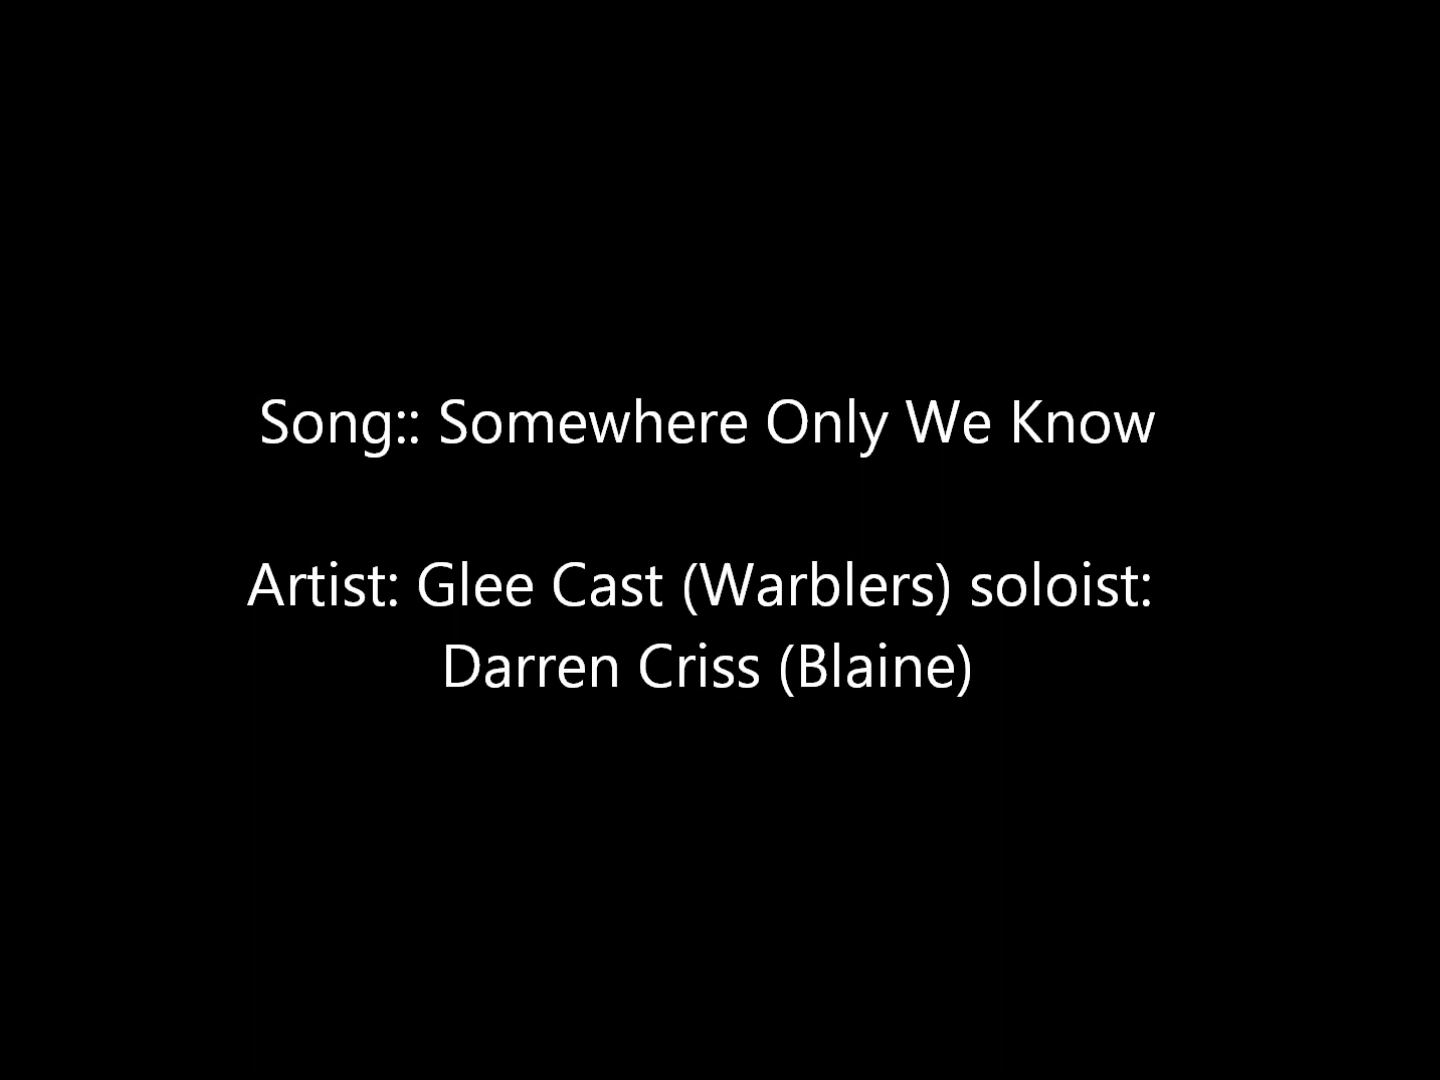 Song:: Somewhere Only We Know
Artist: Glee Cast (Warblers) soloist:
Darren Criss (Blaine)